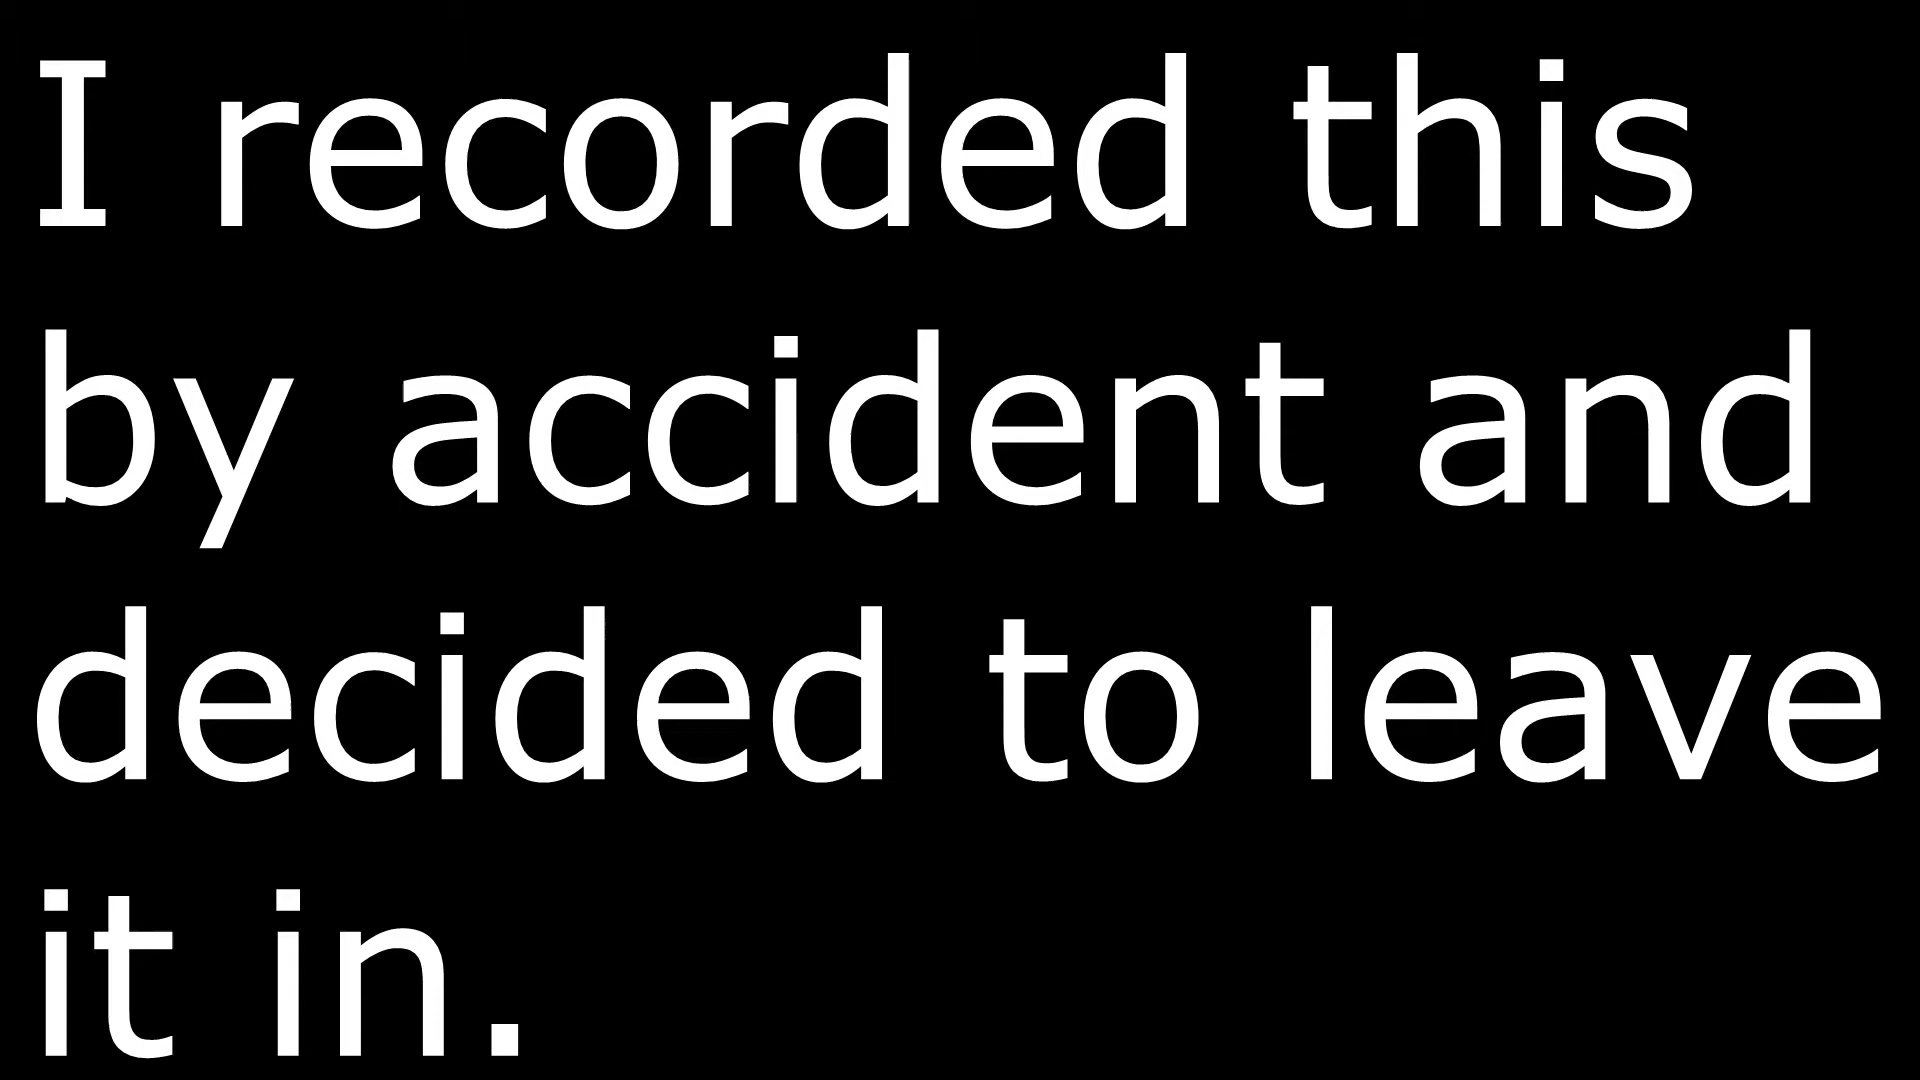 I recorded this
by accident and
decided to leave
it in.